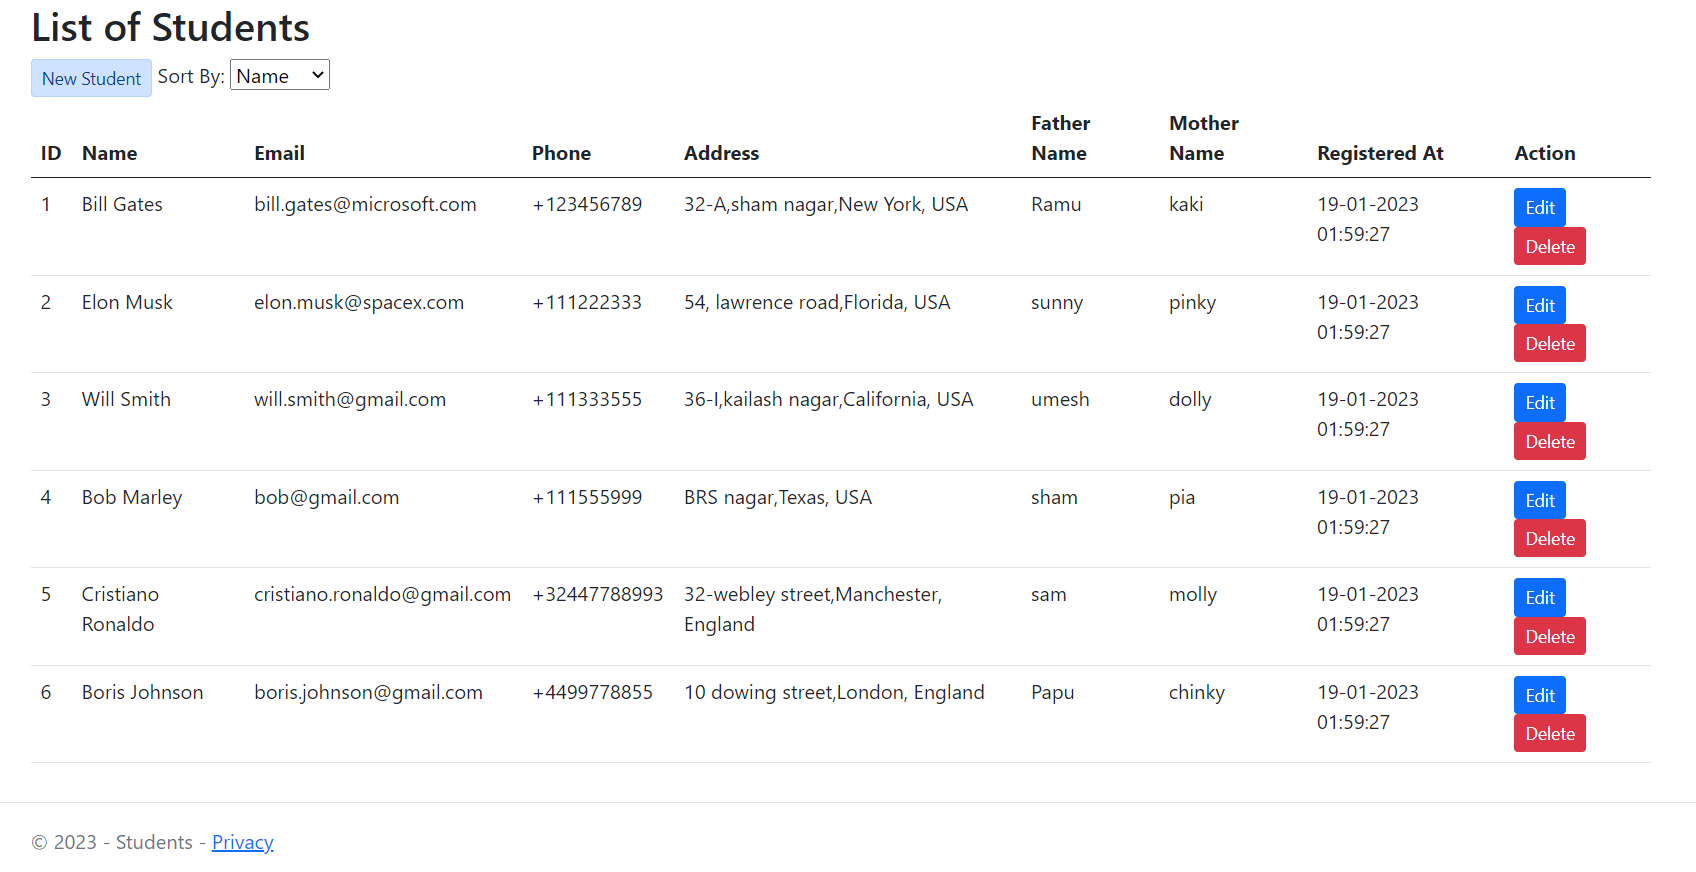 List of Students
New Student Sort By: Name
ID Name Email Phone Address Father Name Mother Name Registered At Action
1 Bill Gates bill.gates@microsoft.com +123456789 32-A,sham nagar,New York, USA Ramu kaki 19-01-2023 01:59:27 Edit Delete
2 Elon Musk elon.musk@spacex.com +111222333 54, lawrence road,Florida, USA sunny pinky 19-01-2023 01:59:27 Edit Delete
3 Will Smith will.smith@gmail.com +111333555 36-I,kailash nagar,California, USA umesh dolly 19-01-2023 01:59:27 Edit Delete
4 Bob Marley bob@gmail.com +111555999 BRS nagar,Texas, USA sham pia 19-01-2023 01:59:27 Edit Delete
5 Cristiano Ronaldo cristiano.ronaldo@gmail.com +32447788993 32-webley street,Manchester, England sam molly 19-01-2023 01:59:27 Edit Delete
6 Boris Johnson boris.johnson@gmail.com +4499778855 10 dowing street,London, England Papu chinky 19-01-2023 01:59:27 Edit Delete
© 2023 - Students - Privacy